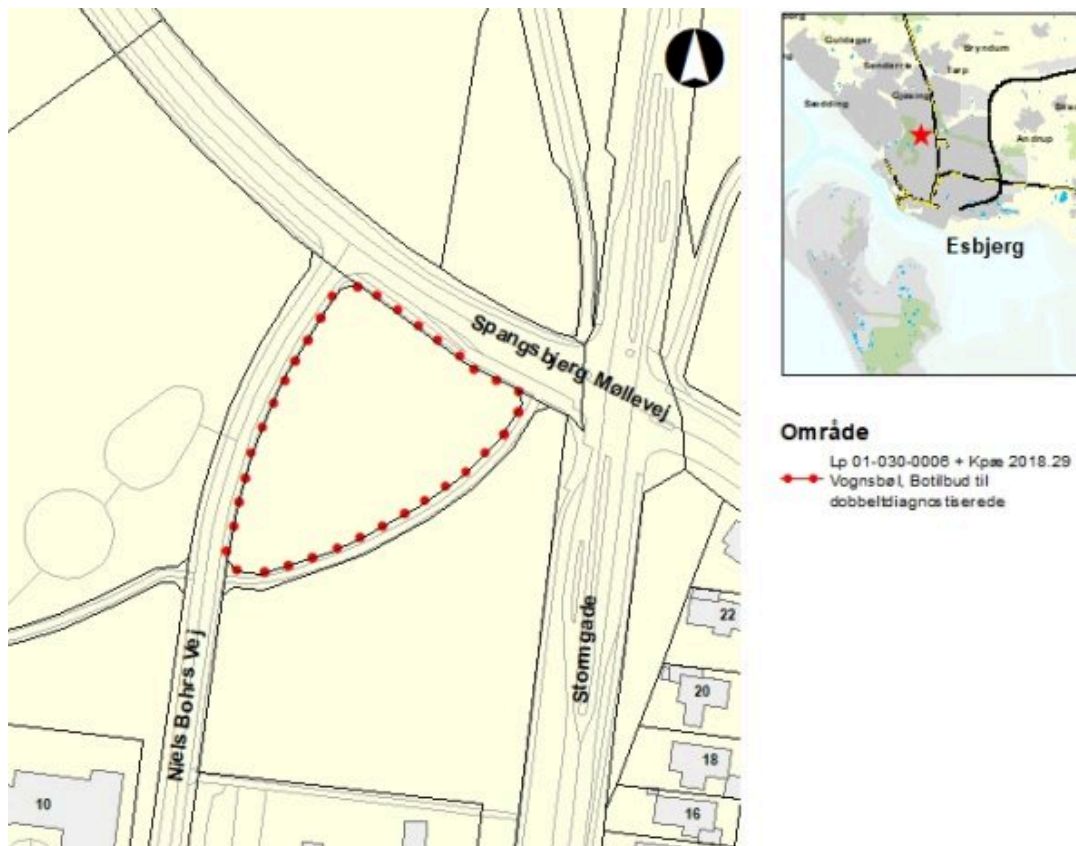 Spangsbjerg Møllevej
Stormgade
Niels Bohrs Vej
10
22
20
18
16
Guldager
Bryndum
Tarp
Gjesing
Sædding
Andrup
Esbjerg
Område
Lp 01-030-0006 + Kpæ 2018.29
Vognsbøl, Botilbud til
dobbeltdiagnostiserede